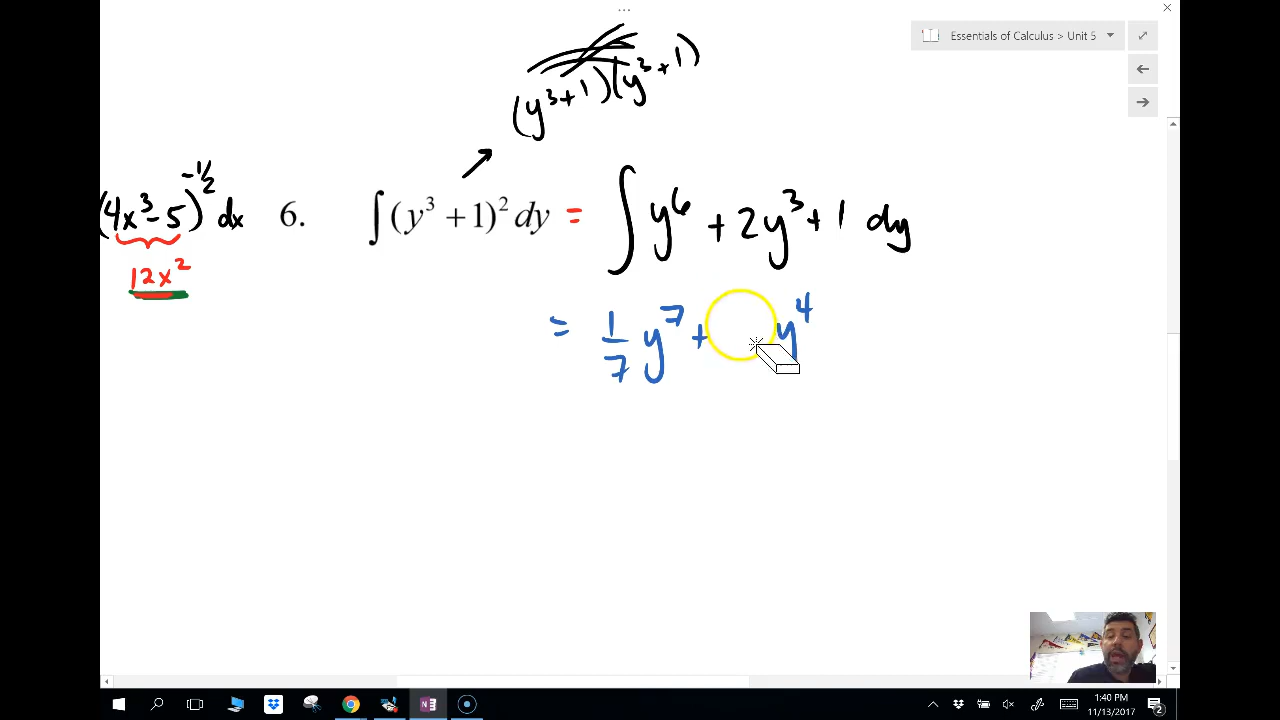 Essentials of Calculus > Unit 5
(y³+1)(y³+1)
(4x³-5)^-1/2 dx 6. ∫(y³+1)² dy = ∫ y⁶ + 2y³ + 1 dy
12x²
= 1/7 y⁷ + y⁴
1:40 PM
11/13/2017
2